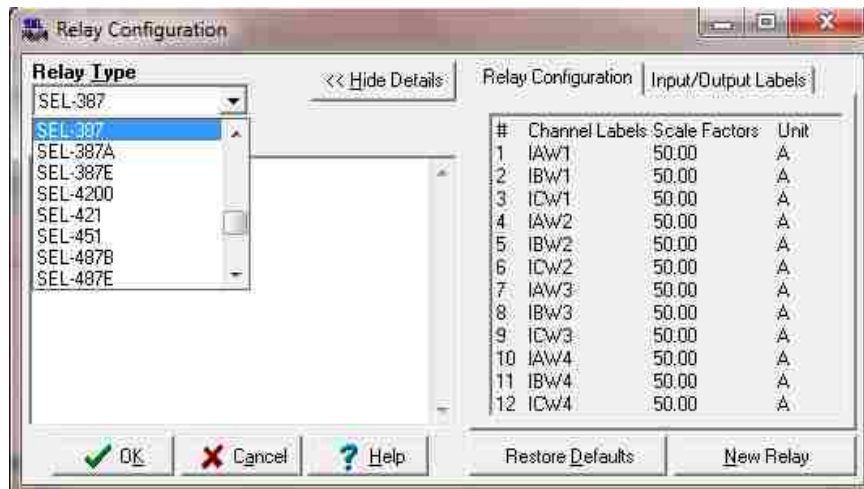 Relay Configuration
Relay Type
<< Hide Details
SEL-387
SEL-387
SEL-387A
SEL-387E
SEL-4200
SEL-421
SEL-451
SEL-487B
SEL-487E
Relay Configuration Input/Output Labels
# Channel Labels Scale Factors Unit
1 IAW1 50.00 A
2 IBW1 50.00 A
3 ICW1 50.00 A
4 IAW2 50.00 A
5 IBW2 50.00 A
6 ICW2 50.00 A
7 IAW3 50.00 A
8 IBW3 50.00 A
9 ICW3 50.00 A
10 IAW4 50.00 A
11 IBW4 50.00 A
12 ICW4 50.00 A
OK Cancel Help Restore Defaults New Relay